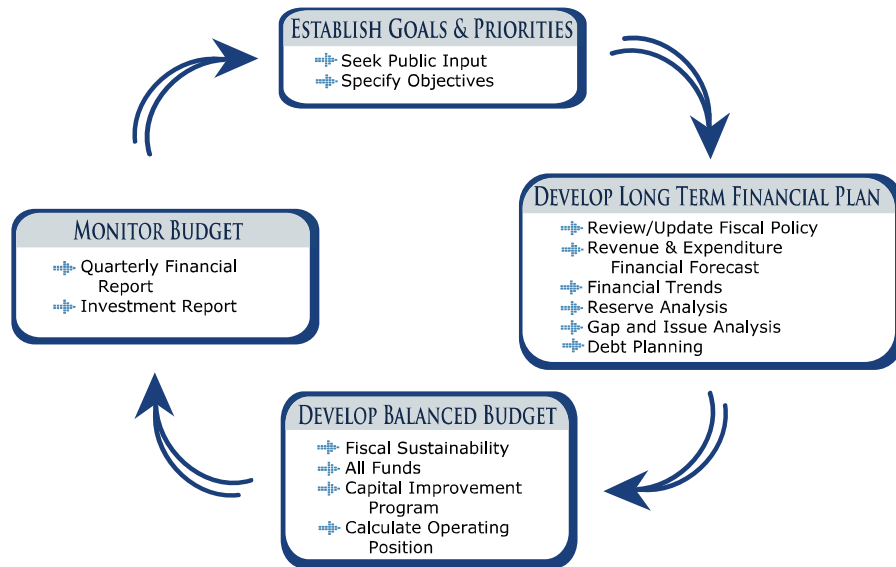 ESTABLISH GOALS & PRIORITIES
Seek Public Input
Specify Objectives
DEVELOP LONG TERM FINANCIAL PLAN
Review/Update Fiscal Policy
Revenue & Expenditure
Financial Forecast
Financial Trends
Reserve Analysis
Gap and Issue Analysis
Debt Planning
DEVELOP BALANCED BUDGET
Fiscal Sustainability
All Funds
Capital Improvement
Program
Calculate Operating
Position
MONITOR BUDGET
Quarterly Financial
Report
Investment Report